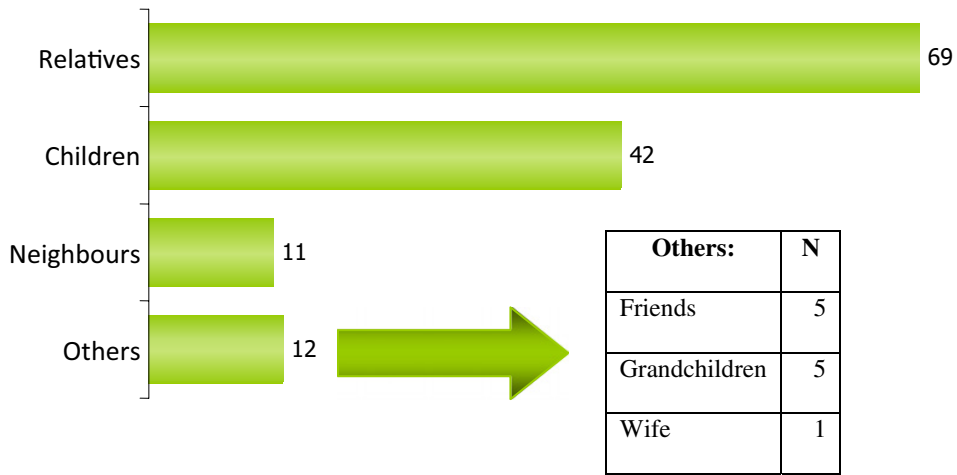 Relatives 69
Children 42
Neighbours 11
Others 12
Others: N
Friends 5
Grandchildren 5
Wife 1